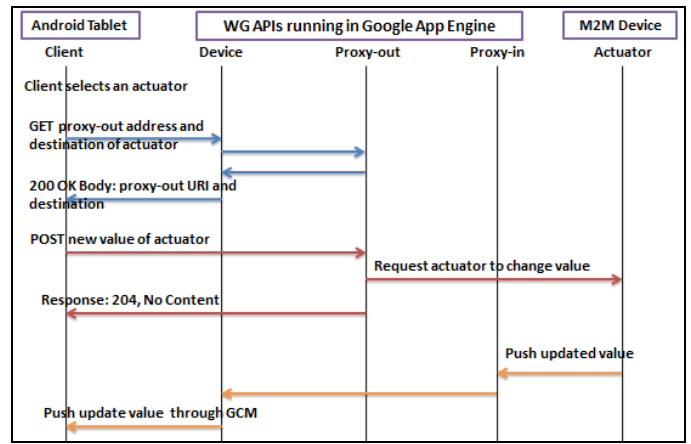 Android Tablet
WG APIs running in Google App Engine
M2M Device
Client
Device
Proxy-out
Proxy-in
Actuator
Client selects an actuator
GET proxy-out address and
destination of actuator
200 OK Body: proxy-out URI and
destination
POST new value of actuator
Request actuator to change value
Response: 204, No Content
Push updated value
Push update value through GCM